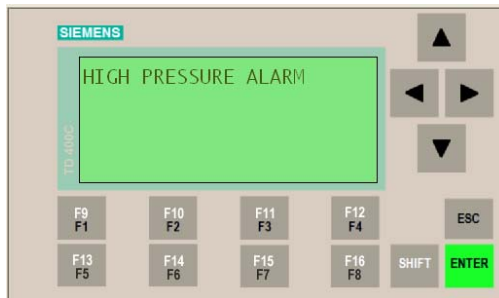 SIEMENS
HIGH PRESSURE ALARM
TD 400C
F9 F10 F11 F12
F1 F2 F3 F4 ESC
F13 F14 F15 F16
F5 F6 F7 F8 SHIFT ENTER